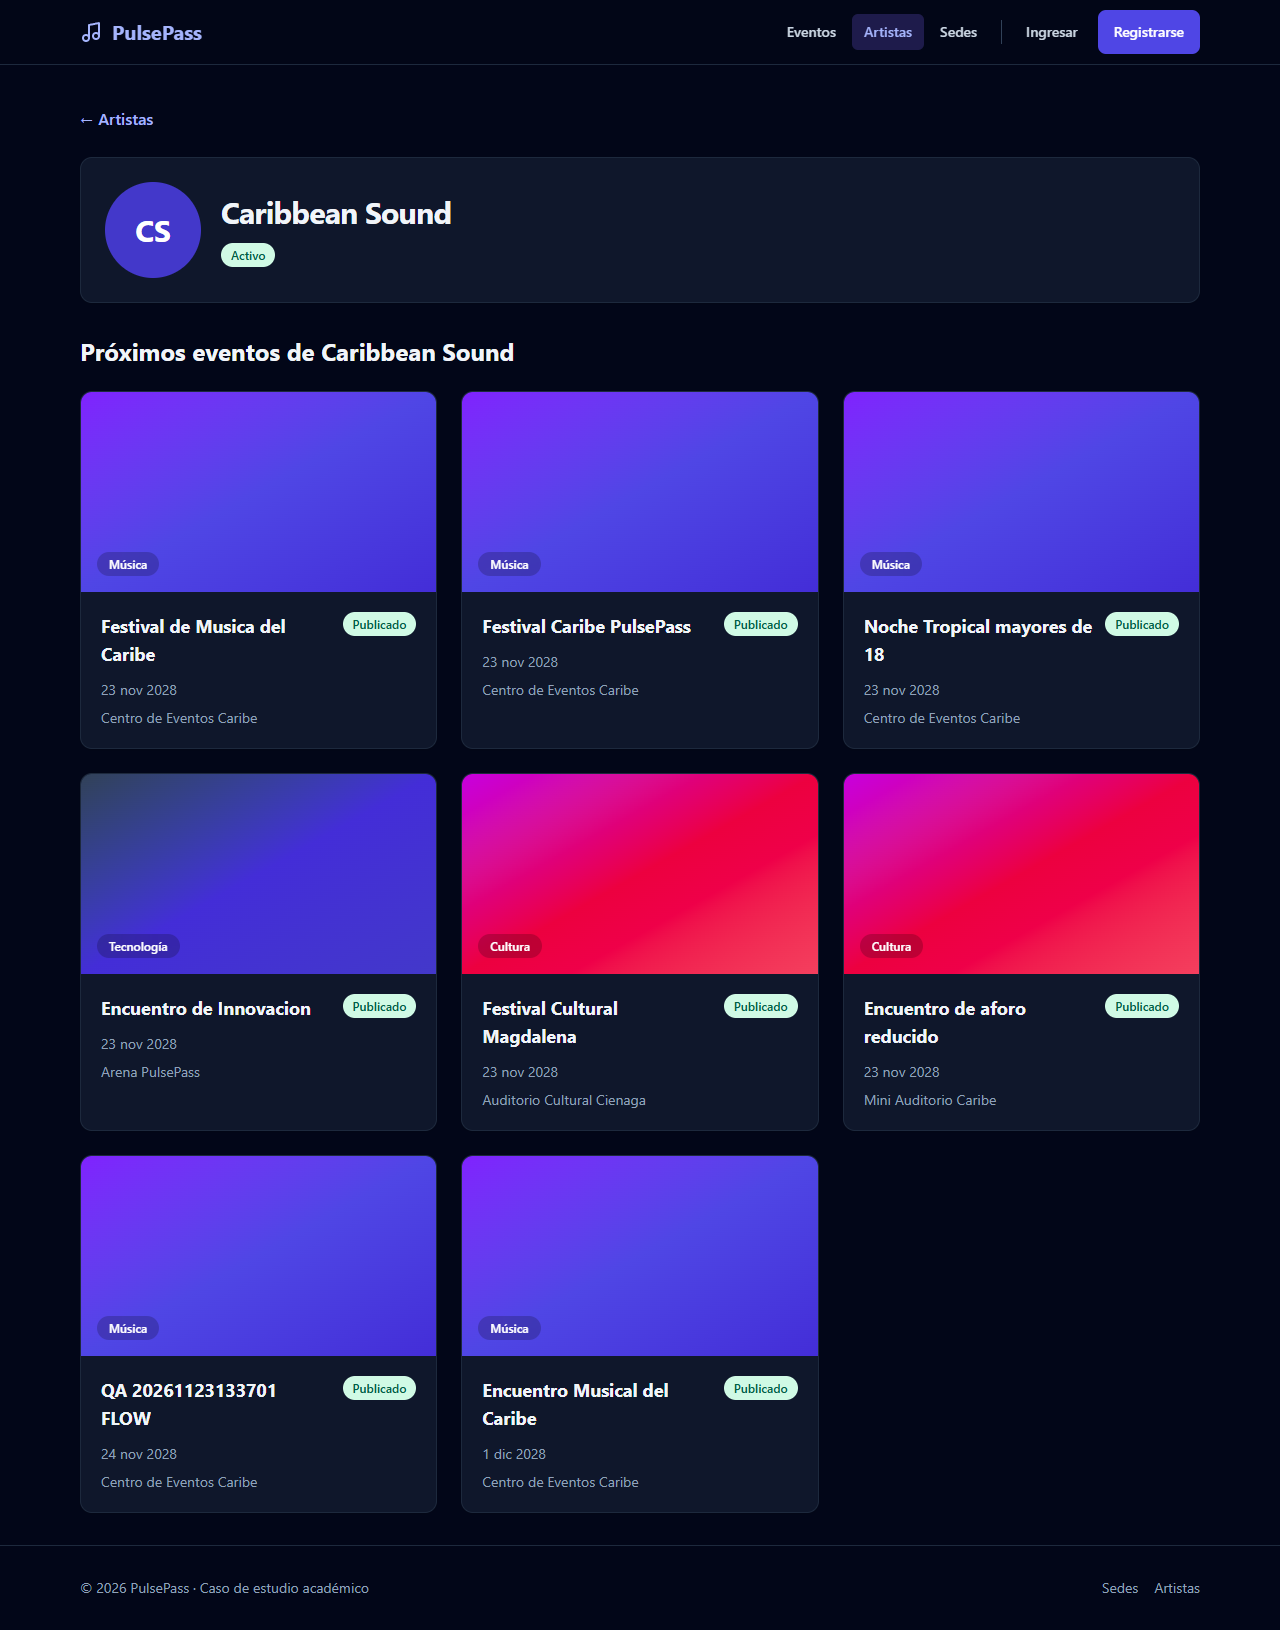 PulsePass
Eventos
Artistas
Sedes
Ingresar
Registrarse
← Artistas
CS
Caribbean Sound
Activo
Próximos eventos de Caribbean Sound
Música
Festival de Musica del
Caribe
Publicado
23 nov 2028
Centro de Eventos Caribe
Música
Festival Caribe PulsePass
Publicado
23 nov 2028
Centro de Eventos Caribe
Música
Noche Tropical mayores de
18
Publicado
23 nov 2028
Centro de Eventos Caribe
Tecnología
Encuentro de Innovacion
Publicado
23 nov 2028
Arena PulsePass
Cultura
Festival Cultural
Magdalena
Publicado
23 nov 2028
Auditorio Cultural Cienaga
Cultura
Encuentro de aforo
reducido
Publicado
23 nov 2028
Mini Auditorio Caribe
Música
QA 20261123133701
FLOW
Publicado
24 nov 2028
Centro de Eventos Caribe
Música
Encuentro Musical del
Caribe
Publicado
1 dic 2028
Centro de Eventos Caribe
© 2026 PulsePass · Caso de estudio académico
Sedes
Artistas